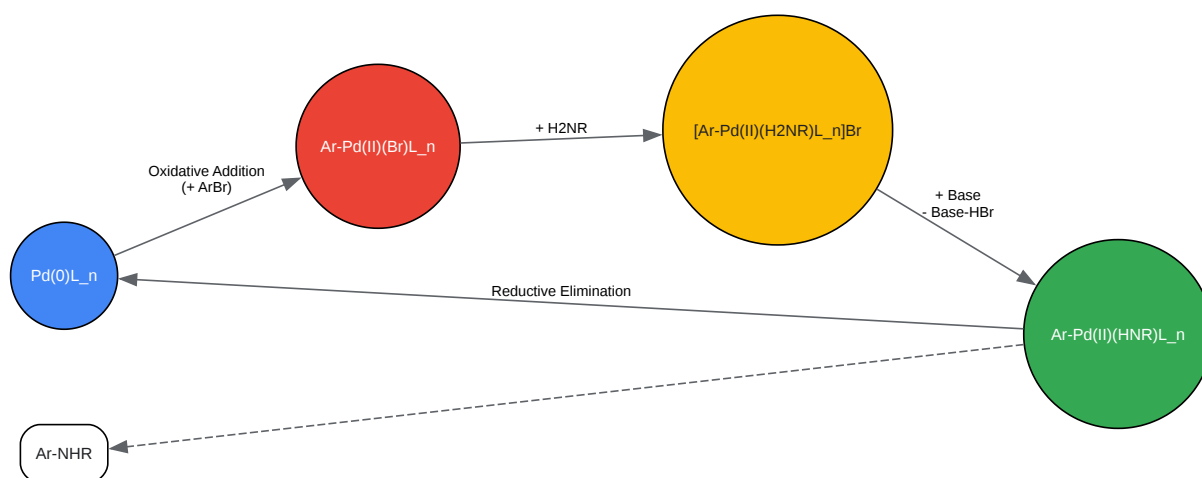 [Ar-Pd(II)(H2NR)L_n]Br
+ H2NR
Ar-Pd(II)(Br)L_n
Oxidative Addition
(+ ArBr)
+ Base
- Base-HBr
Pd(0)L_n
Reductive Elimination
Ar-Pd(II)(HNR)L_n
Ar-NHR